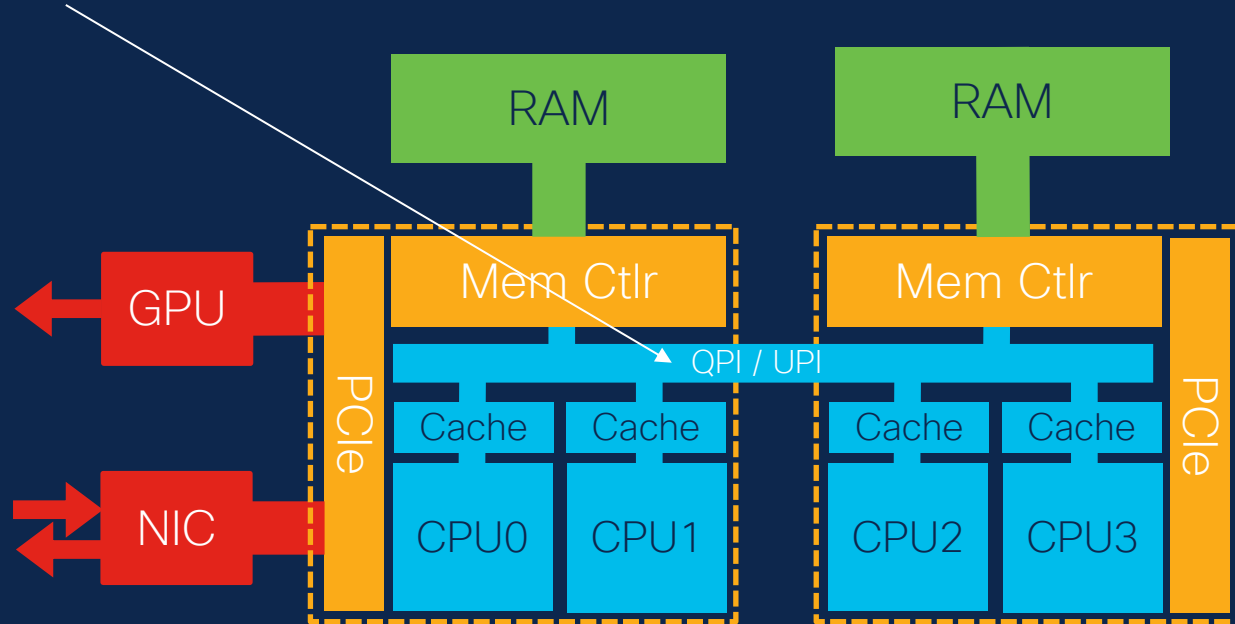 RAM
RAM
Mem Ctlr
Mem Ctlr
GPU
QPI / UPI
PCIe
PCIe
Cache
Cache
Cache
Cache
NIC
CPU0
CPU1
CPU2
CPU3